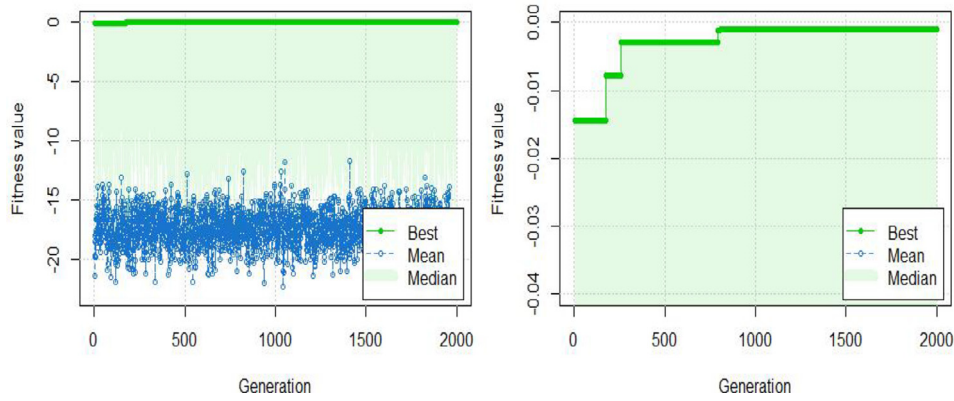 0
-5
-10
-15
-20
Fitness value
Best
Mean
Median
0
500
1000
1500
2000
Generation
0.00
-0.01
-0.02
-0.03
-0.04
Fitness value
Best
Mean
Median
0
500
1000
1500
2000
Generation